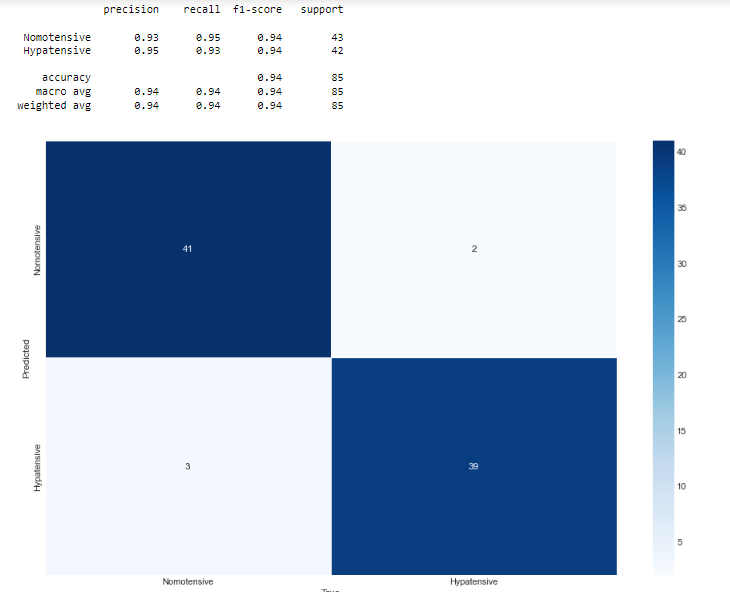 precision recall f1-score support
Nomotensive 0.93 0.95 0.94 43
Hypatensive 0.95 0.93 0.94 42
accuracy 0.94 85
macro avg 0.94 0.94 0.94 85
weighted avg 0.94 0.94 0.94 85
40
35
30
25
20
15
10
5
Predicted
Nomotensive
41 2
Hypatensive
3 39
Nomotensive Hypatensive
True